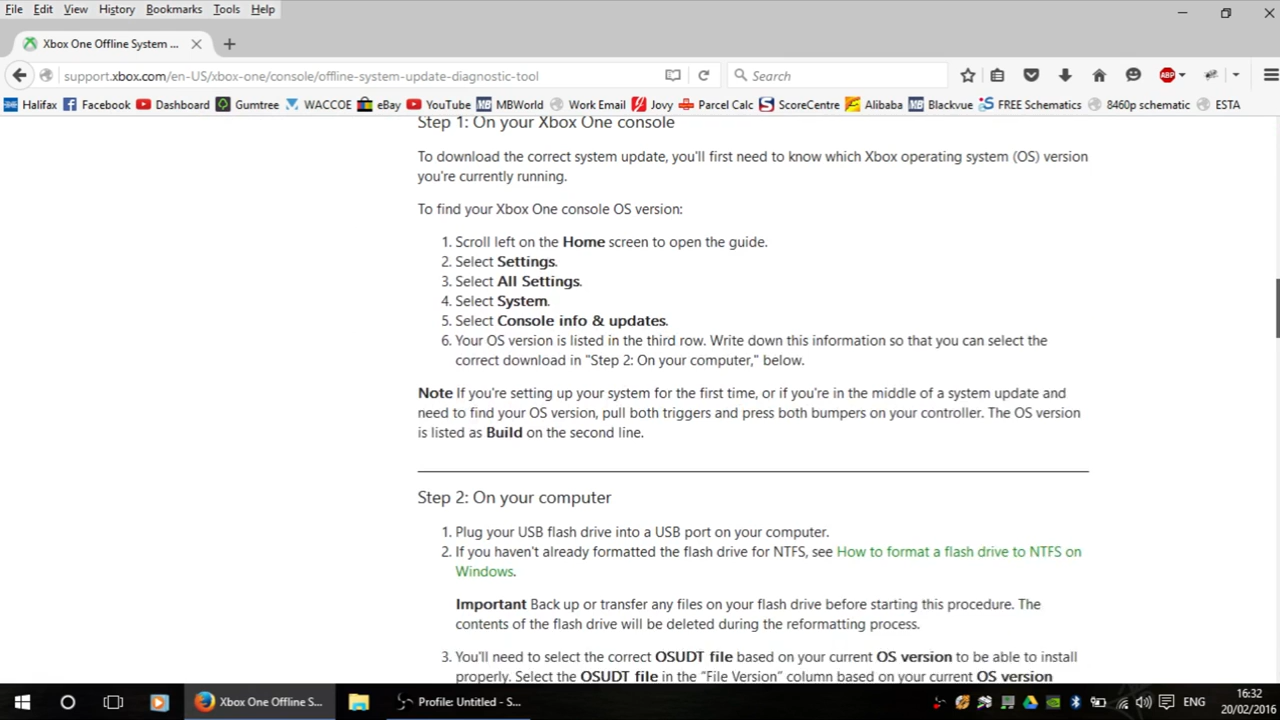 File Edit View History Bookmarks Tools Help
Xbox One Offline System ...
support.xbox.com/en-US/xbox-one/console/offline-system-update-diagnostic-tool
Search
ABP
Halifax Facebook Dashboard Gumtree WACCOE eBay YouTube MBWorld Work Email Jovy Parcel Calc ScoreCentre Alibaba Blackvue FREE Schematics 8460p schematic ESTA
Step 1: On your Xbox One console
To download the correct system update, you'll first need to know which Xbox operating system (OS) version
you're currently running.
To find your Xbox One console OS version:
1. Scroll left on the Home screen to open the guide.
2. Select Settings.
3. Select All Settings.
4. Select System.
5. Select Console info & updates.
6. Your OS version is listed in the third row. Write down this information so that you can select the
correct download in "Step 2: On your computer," below.
Note If you're setting up your system for the first time, or if you're in the middle of a system update and
need to find your OS version, pull both triggers and press both bumpers on your controller. The OS version
is listed as Build on the second line.
Step 2: On your computer
1. Plug your USB flash drive into a USB port on your computer.
2. If you haven't already formatted the flash drive for NTFS, see How to format a flash drive to NTFS on
Windows.
Important Back up or transfer any files on your flash drive before starting this procedure. The
contents of the flash drive will be deleted during the reformatting process.
3. You'll need to select the correct OSUDT file based on your current OS version to be able to install
properly. Select the OSUDT file in the "File Version" column based on your current OS version
Xbox One Offline S...
Profile: Untitled - S...
ENG
16:32
20/02/2016